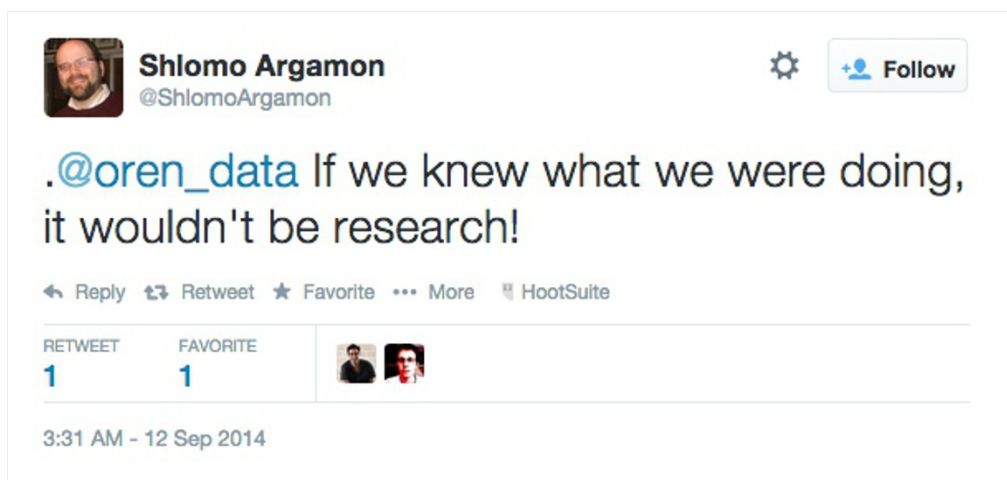 Shlomo Argamon
@ShlomoArgamon
Follow
.@oren_data If we knew what we were doing,
it wouldn't be research!
Reply Retweet Favorite More HootSuite
RETWEET FAVORITE
1 1
3:31 AM - 12 Sep 2014